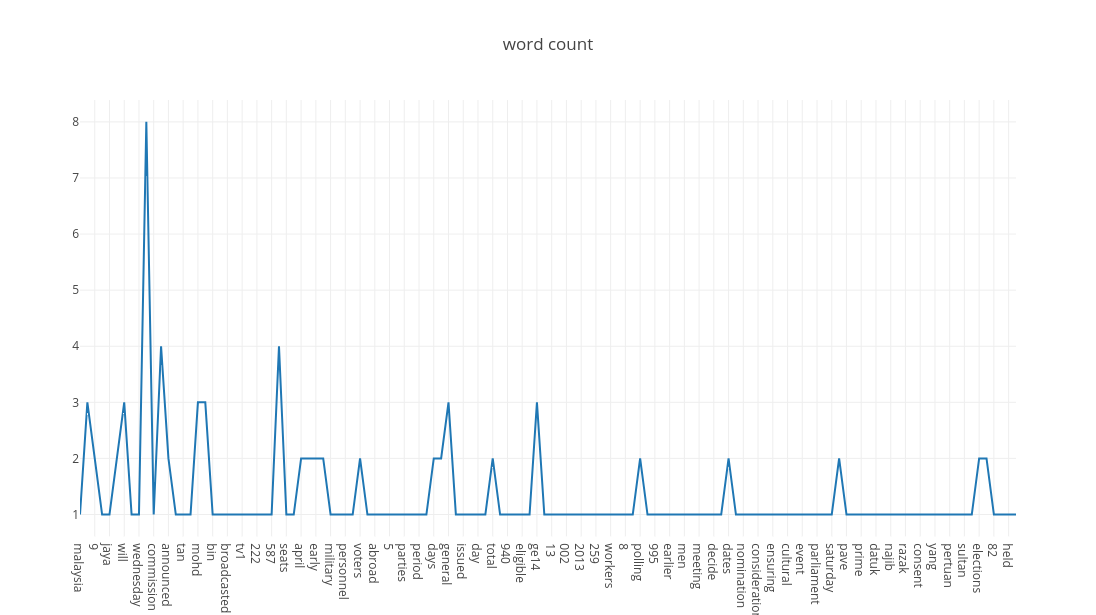 word count
8
7
6
5
4
3
2
1
malaysia
9
jaya
will
wednesday
commission
announced
tan
mohd
bin
broadcasted
tv1
222
587
seats
april
early
military
personnel
voters
abroad
5
parties
period
days
general
issued
day
total
940
eligible
ge14
13
002
2013
259
workers
8
polling
995
earlier
men
meeting
decide
dates
nomination
consideration
ensuring
cultural
event
parliament
saturday
pave
prime
datuk
najib
razak
consent
yang
pertuan
sultan
elections
82
held